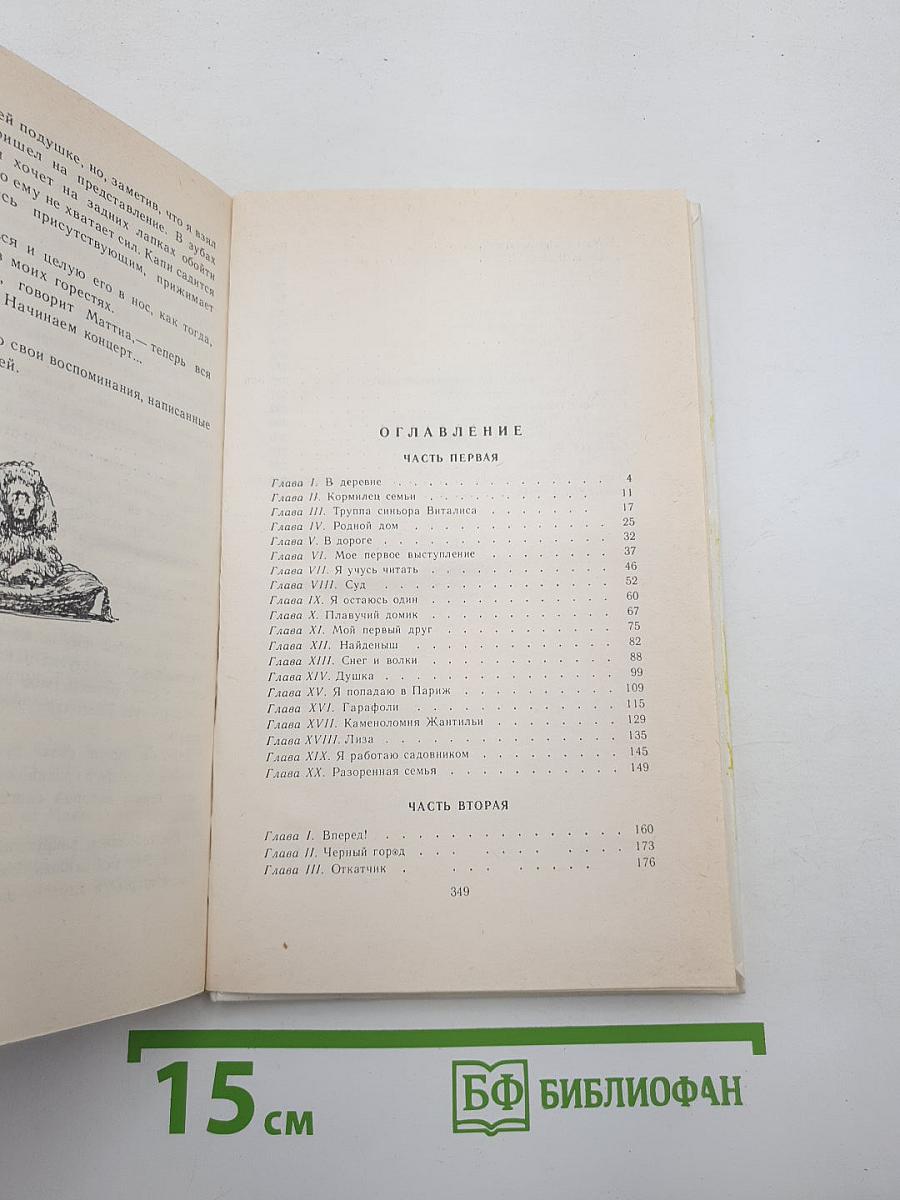 ей подушке, но, заметив, что я взял
ришел на представление. В зубах
и хочет на задних лапках обойти
о ему не хватает сил. Капи садится
сь присутствующим, прижимает
ься и целую его в нос, как тогда,
в моих горестях.
, говорит Маттиа,— теперь вся
Начинаем концерт...
о свои воспоминания, написанные
ей.
ОГЛАВЛЕНИЕ
ЧАСТЬ ПЕРВАЯ
Глава I. В деревне . . . . . . . . . . . . . 4
Глава II. Кормилец семьи . . . . . . . . . . . 11
Глава III. Труппа синьора Виталиса . . . . . . . 17
Глава IV. Родной дом . . . . . . . . . . . . 25
Глава V. В дороге . . . . . . . . . . . . . 32
Глава VI. Мое первое выступление . . . . . . . . 37
Глава VII. Я учусь читать . . . . . . . . . . . 46
Глава VIII. Суд . . . . . . . . . . . . . . 52
Глава IX. Я остаюсь один . . . . . . . . . . . 60
Глава X. Плавучий домик . . . . . . . . . . . 67
Глава XI. Мой первый друг . . . . . . . . . . 75
Глава XII. Найденыш . . . . . . . . . . . . 82
Глава XIII. Снег и волки . . . . . . . . . . . 88
Глава XIV. Душка . . . . . . . . . . . . . 99
Глава XV. Я попадаю в Париж . . . . . . . . . . 109
Глава XVI. Гарафоли . . . . . . . . . . . . 115
Глава XVII. Каменоломня Жантильи . . . . . . . . 129
Глава XVIII. Лиза . . . . . . . . . . . . . 135
Глава XIX. Я работаю садовником . . . . . . . . . 145
Глава XX. Разоренная семья . . . . . . . . . . 149
ЧАСТЬ ВТОРАЯ
Глава I. Вперед! . . . . . . . . . . . . . 160
Глава II. Черный город . . . . . . . . . . . 173
Глава III. Откатчик . . . . . . . . . 176
349
15 см
БФ БИБЛИОФАН